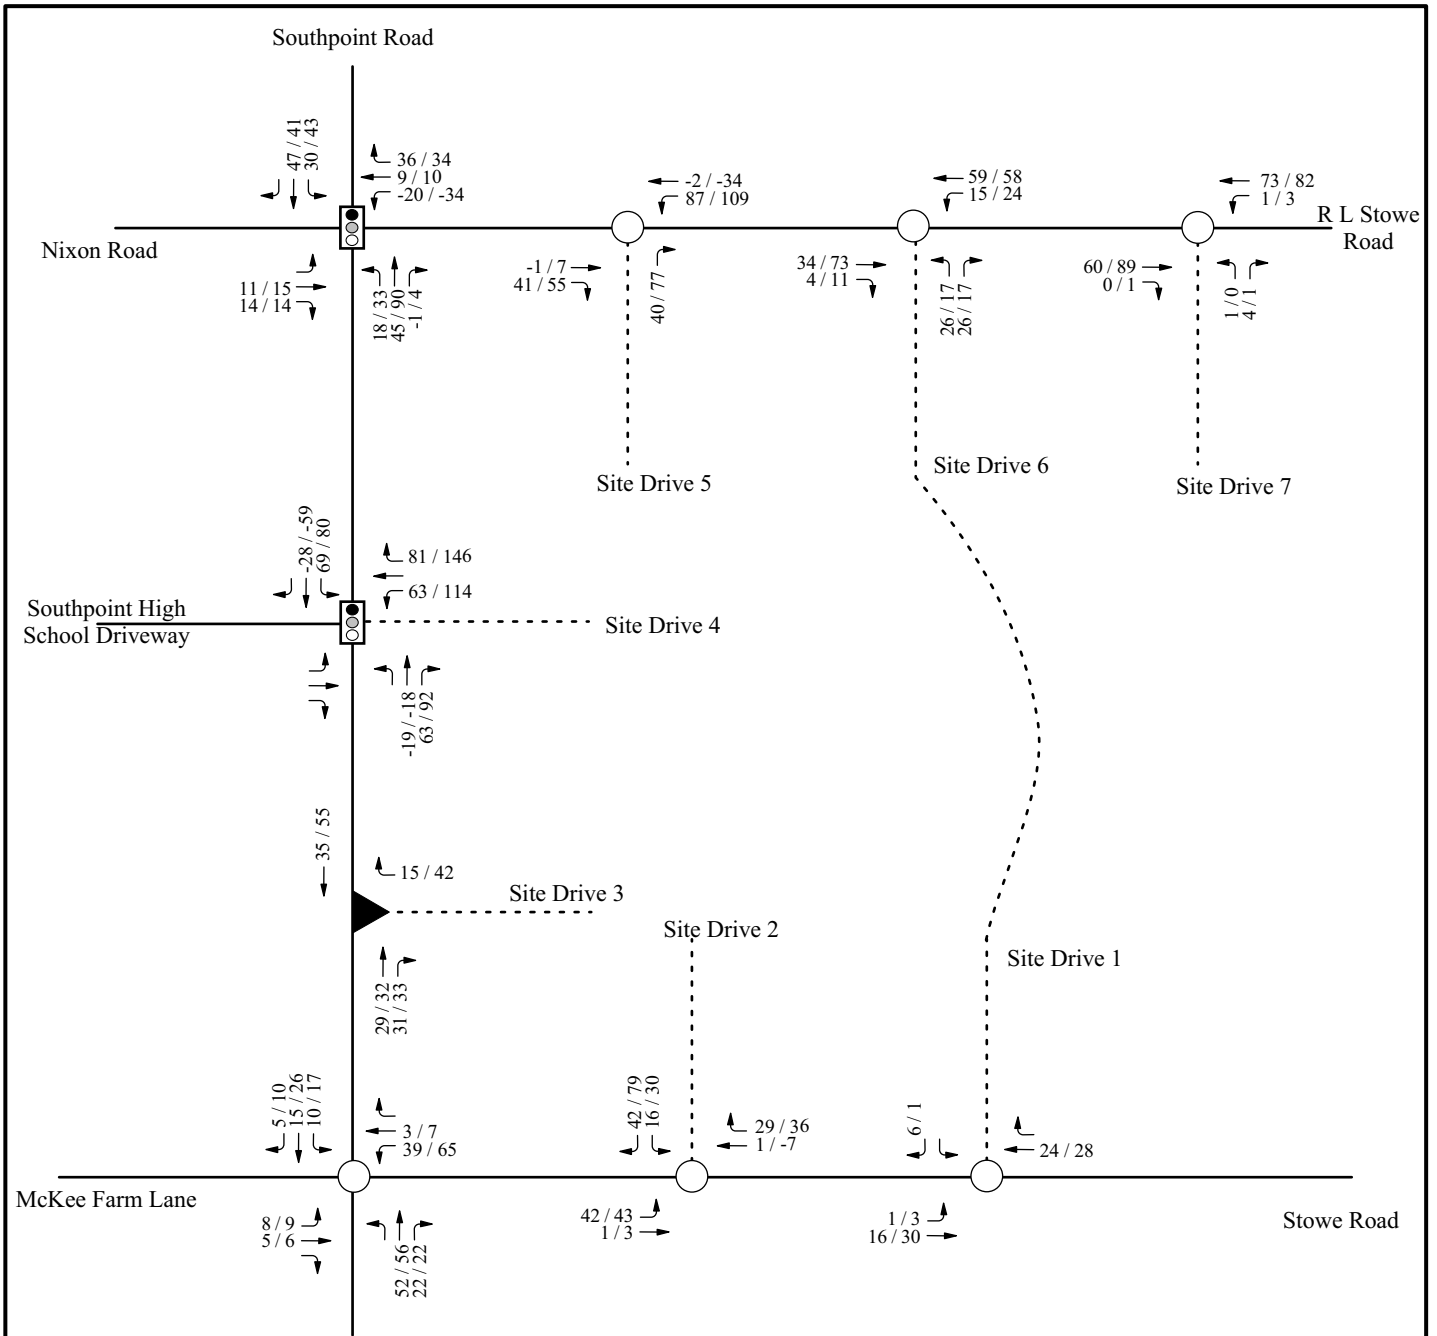 Southpoint Road
47 / 41
30 / 43
36 / 34
9 / 10
-20 / -34
-2 / -34
87 / 109
59 / 58
15 / 24
73 / 82
1 / 3
R L Stowe
Road
Nixon Road
11 / 15
14 / 14
18 / 33
45 / 90
-1 / 4
-1 / 7
41 / 55
40 / 77
34 / 73
4 / 11
26 / 17
26 / 17
60 / 89
0 / 1
1 / 0
4 / 1
Site Drive 5
Site Drive 6
Site Drive 7
-28 / -59
69 / 80
81 / 146
63 / 114
Southpoint High
School Driveway
Site Drive 4
-19 / -18
63 / 92
35 / 55
15 / 42
Site Drive 3
Site Drive 2
Site Drive 1
29 / 32
31 / 33
5 / 10
15 / 26
10 / 17
3 / 7
39 / 65
42 / 79
16 / 30
29 / 36
1 / -7
6 / 1
24 / 28
McKee Farm Lane
8 / 9
5 / 6
52 / 56
22 / 22
42 / 43
1 / 3
1 / 3
16 / 30
Stowe Road